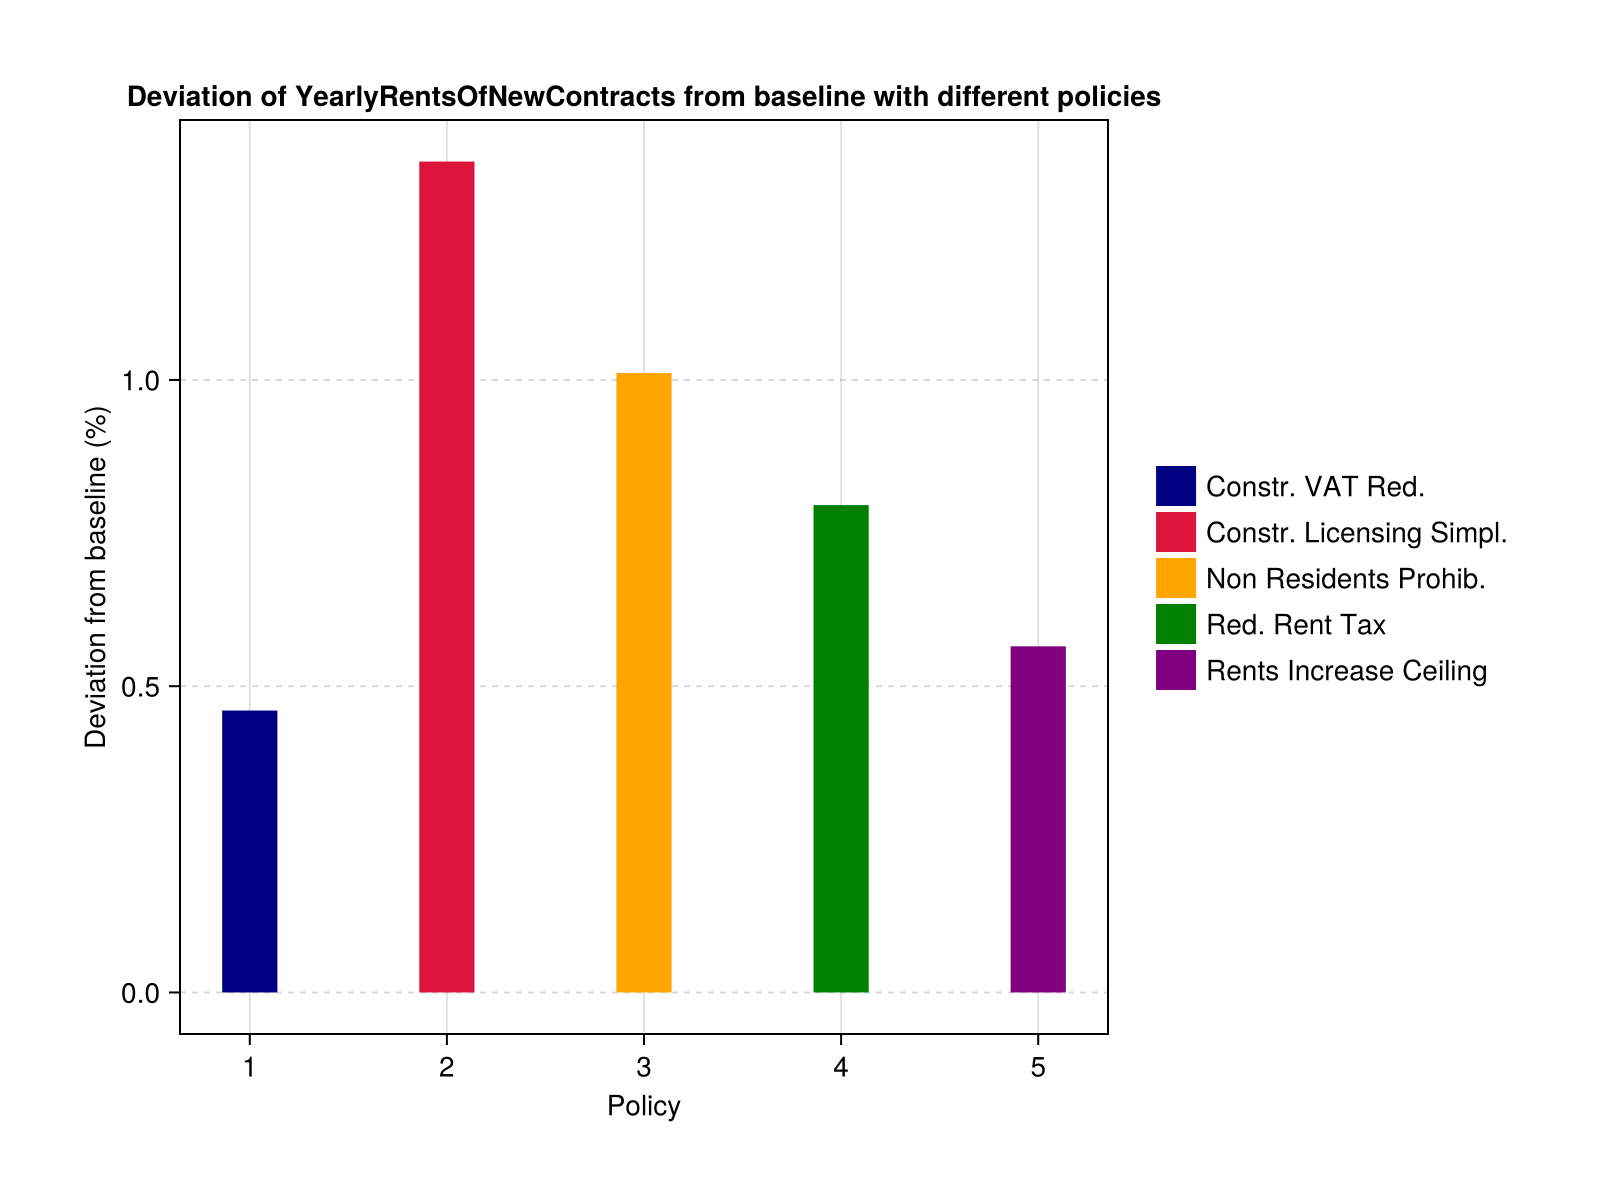 Deviation of YearlyRentsOfNewContracts from baseline with different policies
Deviation from baseline (%)
1.0
0.5
0.0
1
2
3
4
5
Policy
Constr. VAT Red.
Constr. Licensing Simpl.
Non Residents Prohib.
Red. Rent Tax
Rents Increase Ceiling